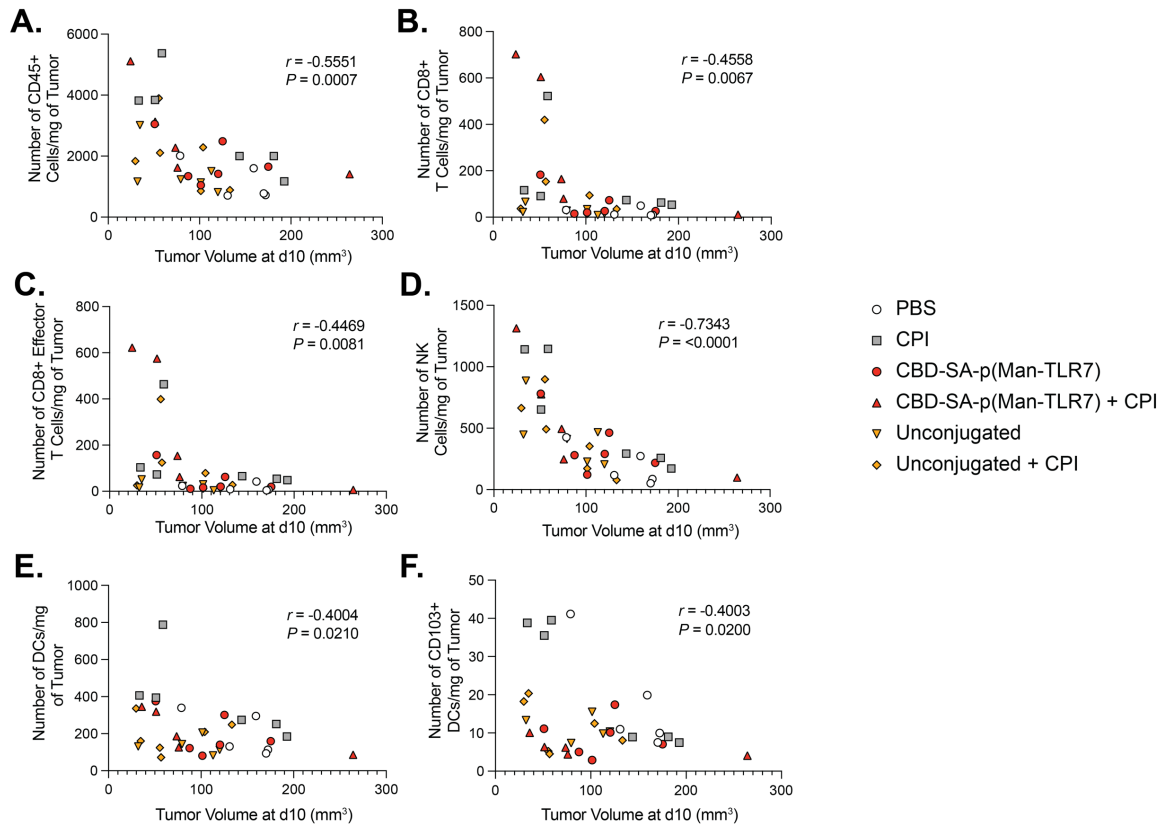 A.
Number of CD45+
Cells/mg of Tumor
6000
4000
2000
0
r = -0.5551
P = 0.0007
0 100 200 300
Tumor Volume at d10 (mm³)
B.
Number of CD8+
T Cells/mg of Tumor
800
600
400
200
0
r = -0.4558
P = 0.0067
0 100 200 300
Tumor Volume at d10 (mm³)
C.
Number of CD8+ Effector
T Cells/mg of Tumor
800
600
400
200
0
r = -0.4469
P = 0.0081
0 100 200 300
Tumor Volume at d10 (mm³)
D.
Number of NK
Cells/mg of Tumor
1500
1000
500
0
r = -0.7343
P = <0.0001
0 100 200 300
Tumor Volume at d10 (mm³)
PBS
CPI
CBD-SA-p(Man-TLR7)
CBD-SA-p(Man-TLR7) + CPI
Unconjugated
Unconjugated + CPI
E.
Number of DCs/mg
of Tumor
1000
800
600
400
200
0
r = -0.4004
P = 0.0210
0 100 200 300
Tumor Volume at d10 (mm³)
F.
Number of CD103+
DCs/mg of Tumor
50
40
30
20
10
0
r = -0.4003
P = 0.0200
0 100 200 300
Tumor Volume at d10 (mm³)